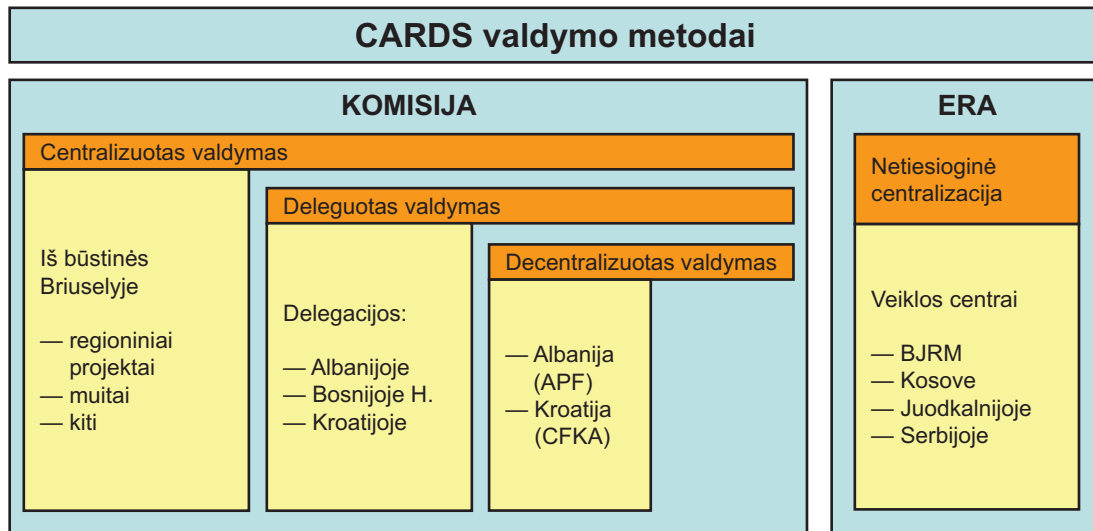 CARDS valdymo metodai
KOMISIJA
Centralizuotas valdymas
Iš būstinės
Briuselyje
— regioniniai
projektai
— muitai
— kiti
Deleguotas valdymas
Delegacijos:
— Albanijoje
— Bosnijoje H.
— Kroatijoje
Decentralizuotas valdymas
— Albanija
(APF)
— Kroatija
(CFKA)
ERA
Netiesioginė
centralizacija
Veiklos centrai
— BJRM
— Kosove
— Juodkalnijoje
— Serbijoje